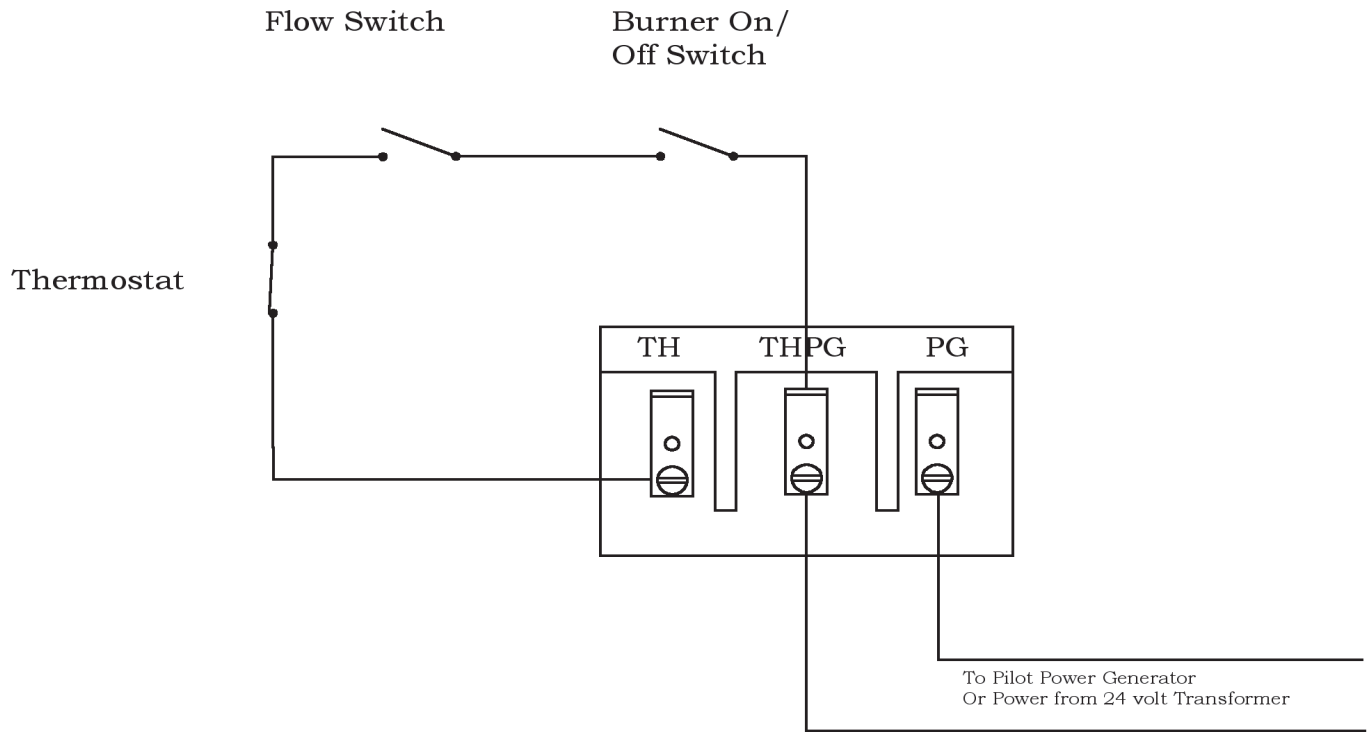 Flow Switch
Burner On/
Off Switch
Thermostat
TH
THPG
PG
To Pilot Power Generator
Or Power from 24 volt Transformer